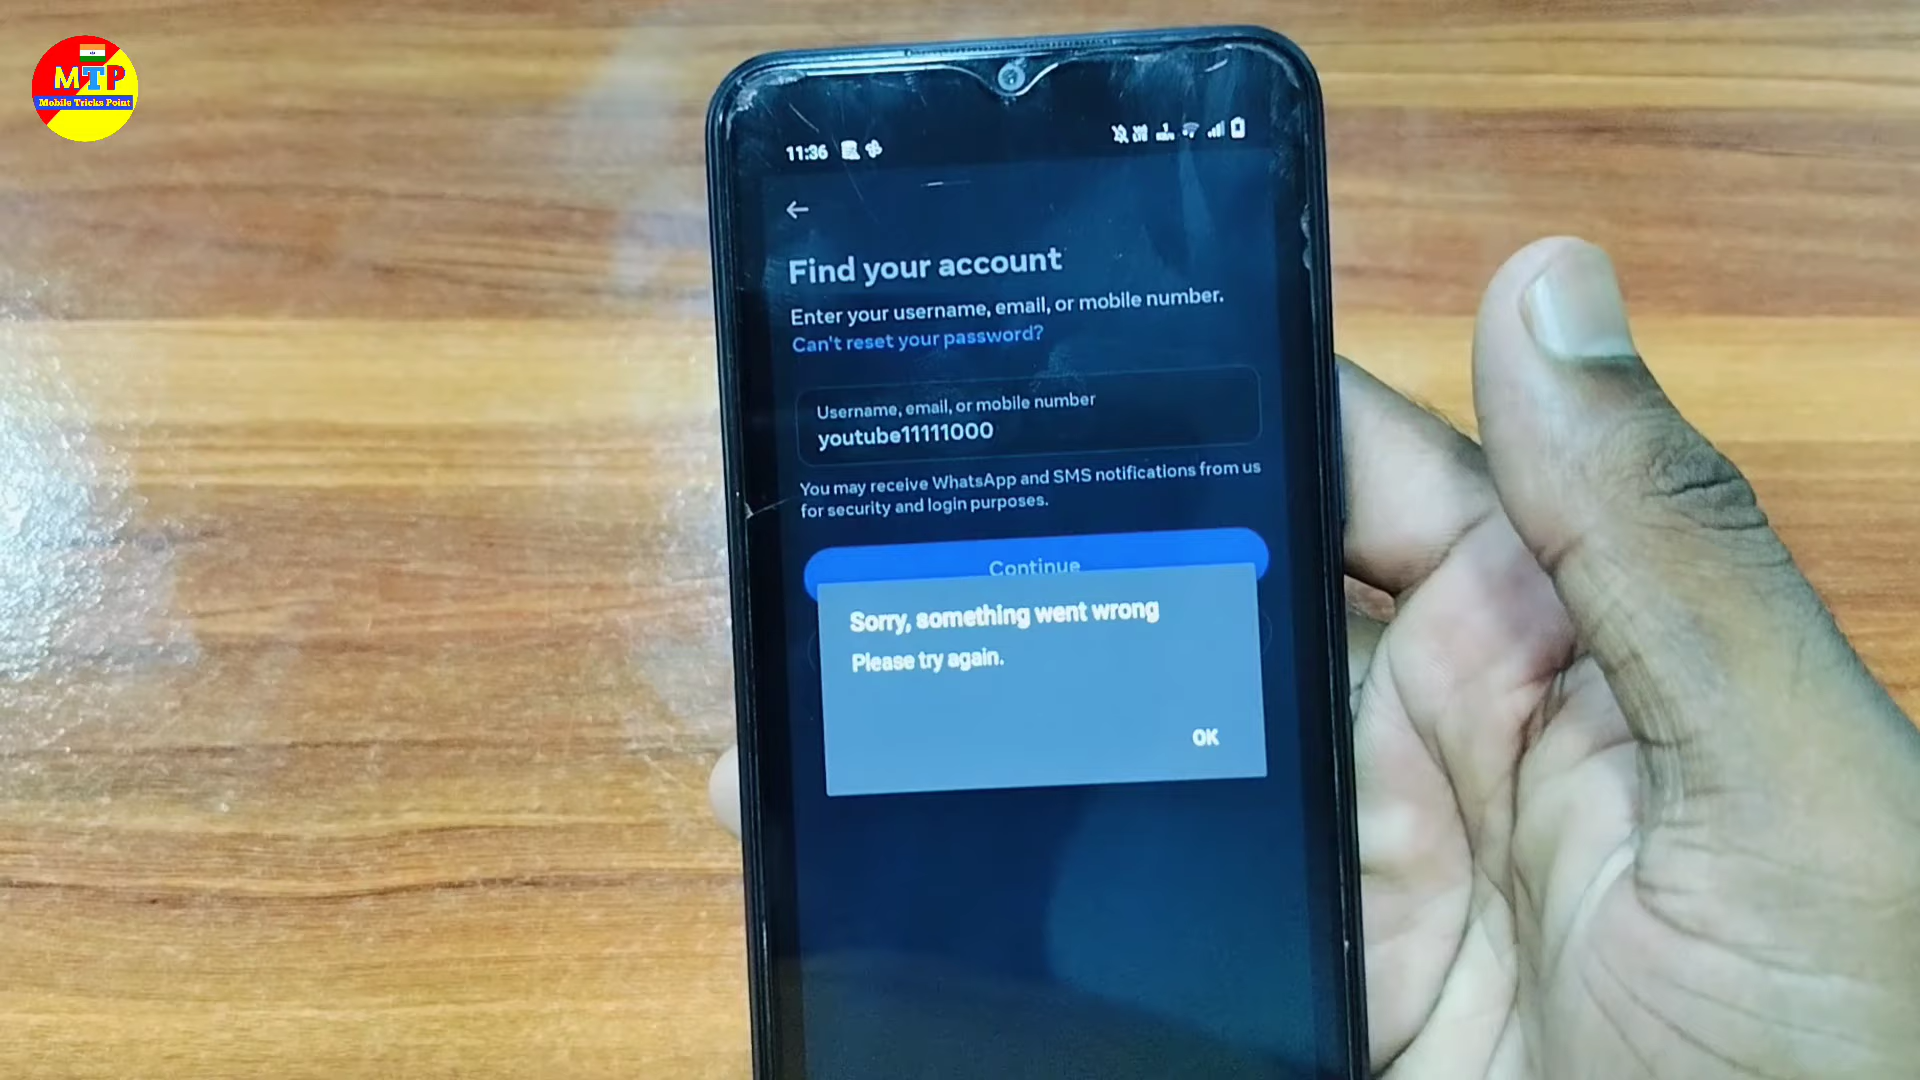 MTP
Mobile Tricks Point
11:36
Find your account
Enter your username, email, or mobile number.
Can't reset your password?
Username, email, or mobile number
youtube11111000
You may receive WhatsApp and SMS notifications from us
for security and login purposes.
Continue
Sorry, something went wrong
Please try again.
OK